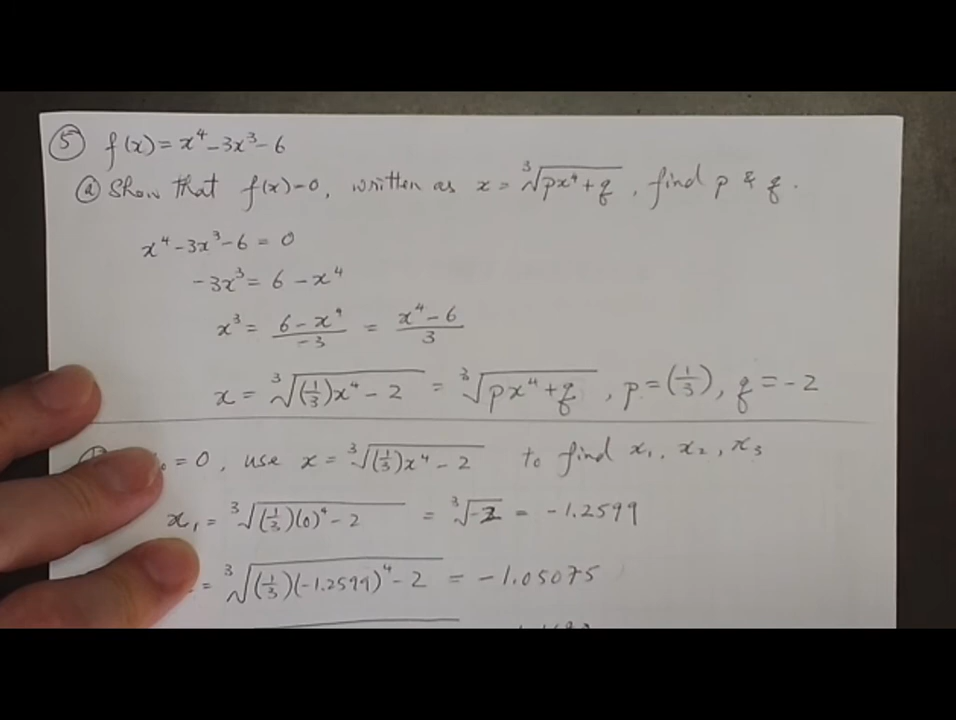 ⑤ f(x) = x⁴ - 3x³ - 6
ⓐ Show that f(x)=0, written as x = ∛(px⁴ + q), find p & q.
x⁴ - 3x³ - 6 = 0
-3x³ = 6 - x⁴
x³ = (6 - x⁴)/(-3) = (x⁴ - 6)/3
x = ∛((1/3)x⁴ - 2) = ∛(px⁴ + q), p = (1/3), q = -2
₀ = 0, use x = ∛((1/3)x⁴ - 2) to find x₁, x₂, x₃
x₁ = ∛((1/3)(0)⁴ - 2) = ∛(-2) = -1.2599
= ∛((1/3)(-1.2599)⁴ - 2) = -1.05075